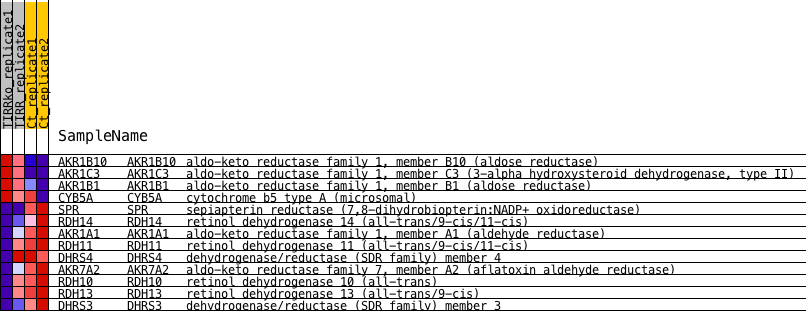 TIRRko_replicate1
TIRR_replicate2
Ct_replicate1
Ct_replicate2
SampleName
AKR1B10 AKR1B10 aldo-keto reductase family 1, member B10 (aldose reductase)
AKR1C3 AKR1C3 aldo-keto reductase family 1, member C3 (3-alpha hydroxysteroid dehydrogenase, type II)
AKR1B1 AKR1B1 aldo-keto reductase family 1, member B1 (aldose reductase)
CYB5A CYB5A cytochrome b5 type A (microsomal)
SPR SPR sepiapterin reductase (7,8-dihydrobiopterin:NADP+ oxidoreductase)
RDH14 RDH14 retinol dehydrogenase 14 (all-trans/9-cis/11-cis)
AKR1A1 AKR1A1 aldo-keto reductase family 1, member A1 (aldehyde reductase)
RDH11 RDH11 retinol dehydrogenase 11 (all-trans/9-cis/11-cis)
DHRS4 DHRS4 dehydrogenase/reductase (SDR family) member 4
AKR7A2 AKR7A2 aldo-keto reductase family 7, member A2 (aflatoxin aldehyde reductase)
RDH10 RDH10 retinol dehydrogenase 10 (all-trans)
RDH13 RDH13 retinol dehydrogenase 13 (all-trans/9-cis)
DHRS3 DHRS3 dehydrogenase/reductase (SDR family) member 3